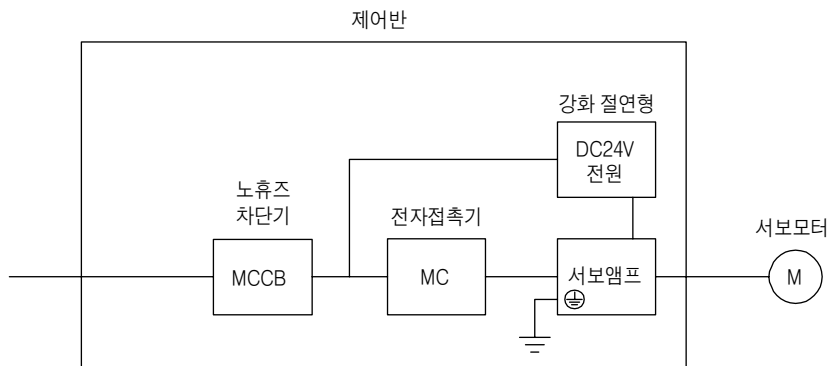 제어반
강화 절연형
DC24V
전원
노휴즈
차단기
전자접촉기
서보모터
MCCB
MC
서보앰프
M